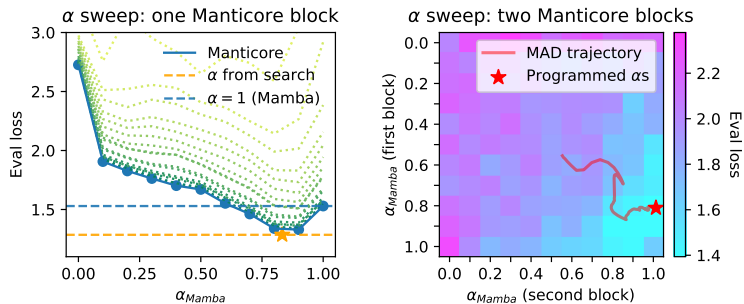 α sweep: one Manticore block
3.0
2.5
2.0
1.5
Eval loss
0.00
0.25
0.50
0.75
1.00
α_Mamba
Manticore
α from search
α = 1 (Mamba)
α sweep: two Manticore blocks
0.0
0.2
0.4
0.6
0.8
1.0
α_Mamba (first block)
0.0
0.2
0.4
0.6
0.8
1.0
α_Mamba (second block)
MAD trajectory
Programmed αs
2.2
2.0
1.8
1.6
1.4
Eval loss